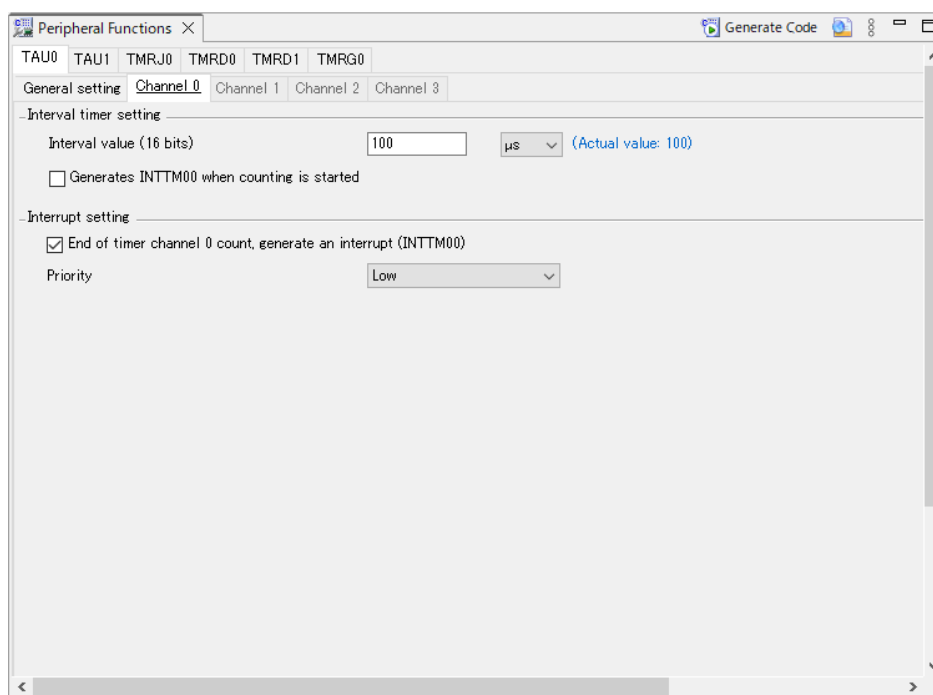 Peripheral Functions
Generate Code
TAU0 TAU1 TMRJ0 TMRD0 TMRD1 TMRG0
General setting Channel 0 Channel 1 Channel 2 Channel 3
Interval timer setting
Interval value (16 bits) 100 µs (Actual value: 100)
Generates INTTM00 when counting is started
Interrupt setting
End of timer channel 0 count, generate an interrupt (INTTM00)
Priority Low